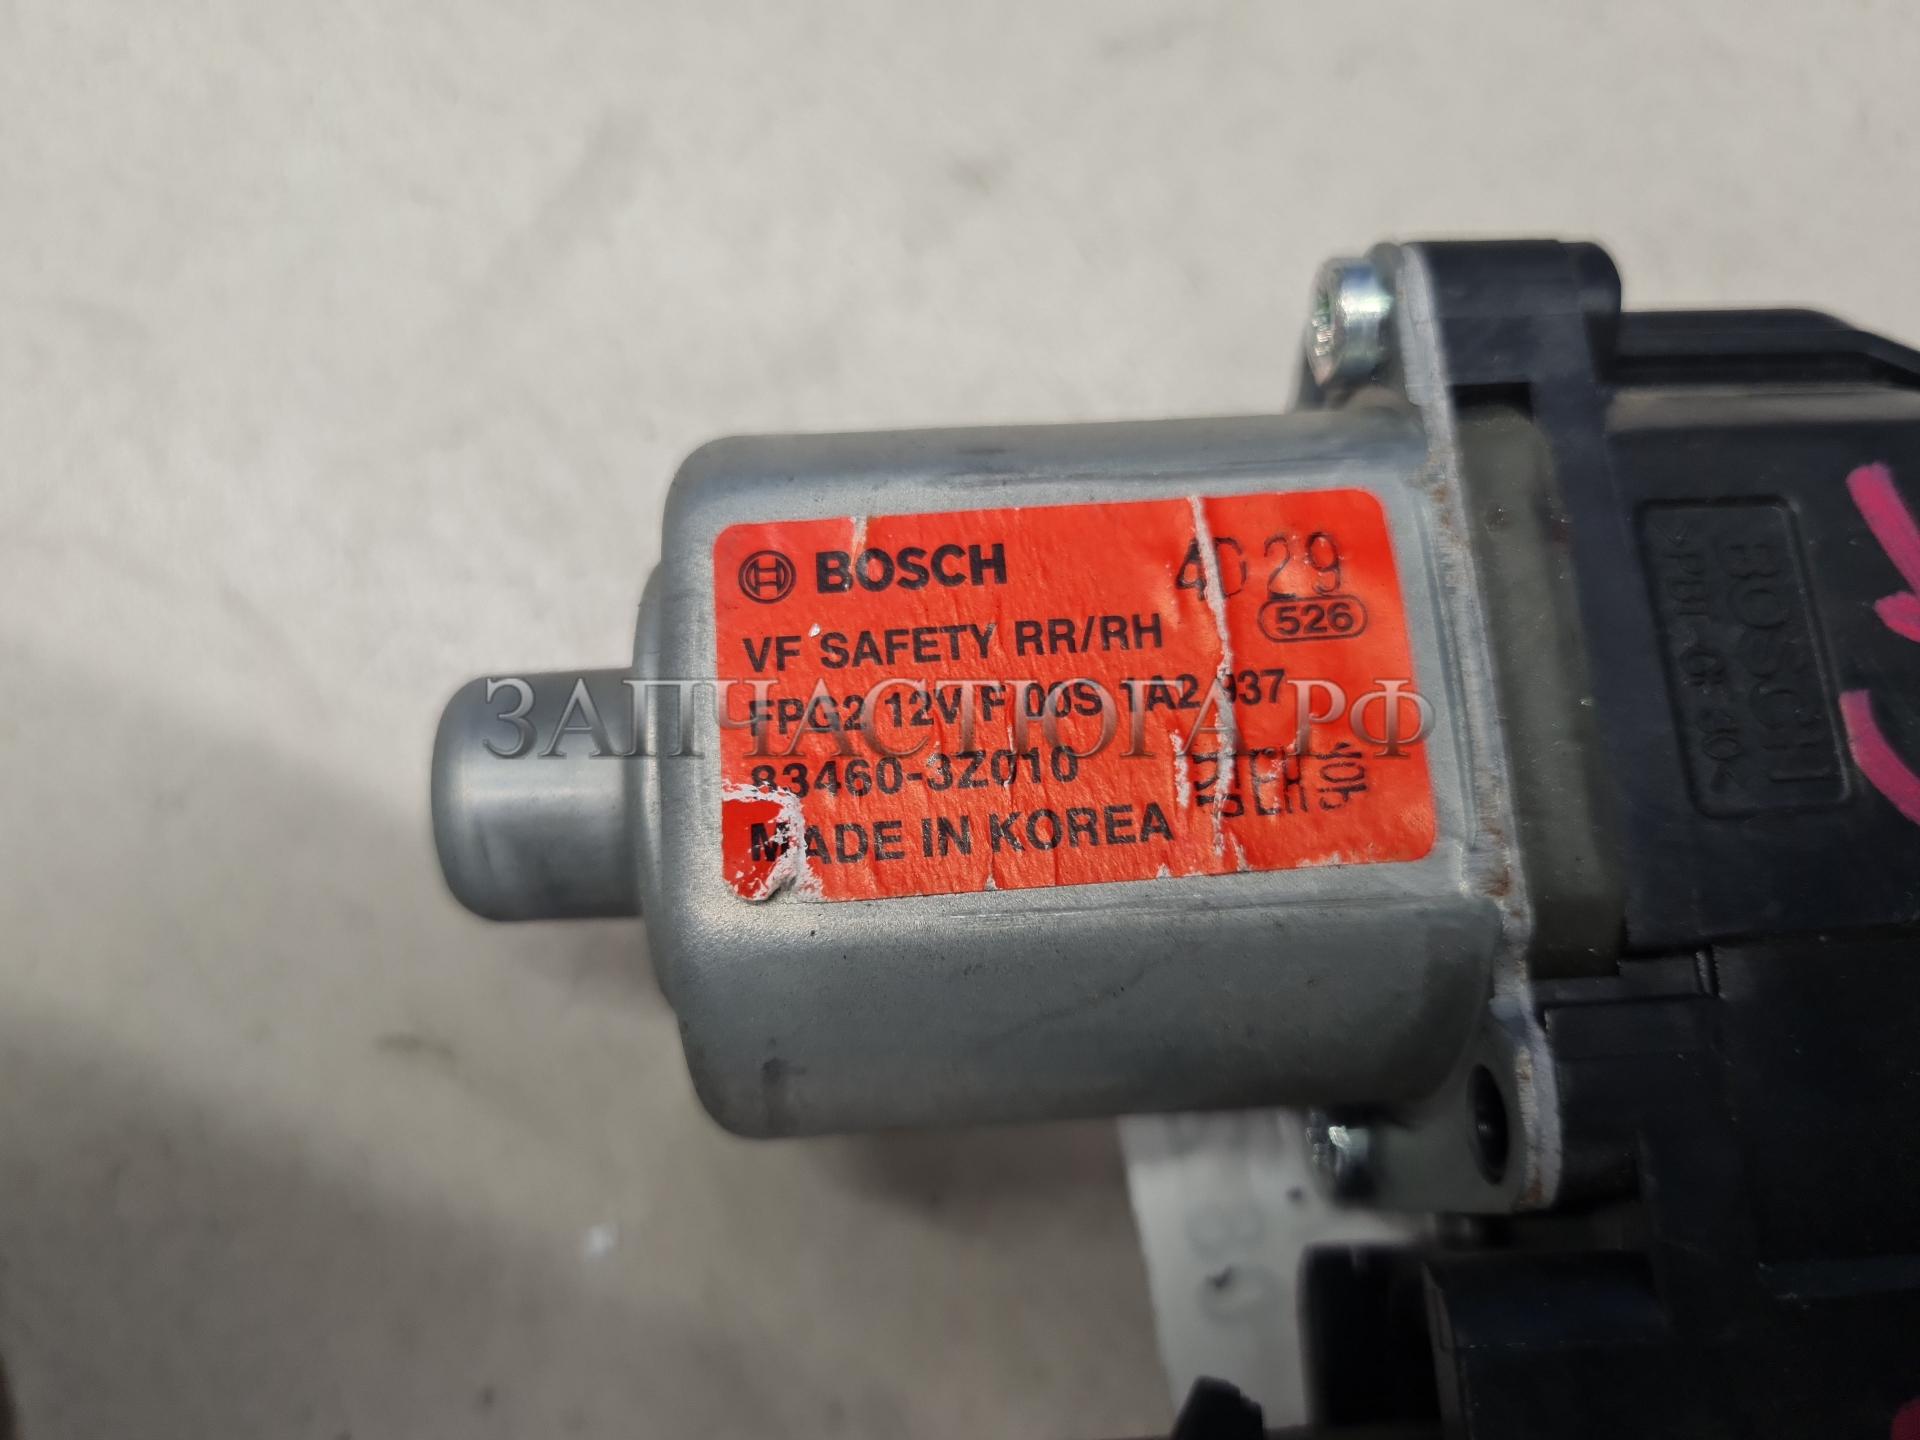 BOSCH 4D29
VF SAFETY RR/RH 526
FPG2 12V F 00S 1A2 937
83460-3Z010
MADE IN KOREA
ЗАПЧАСТЮГА.РФ
BOSCH